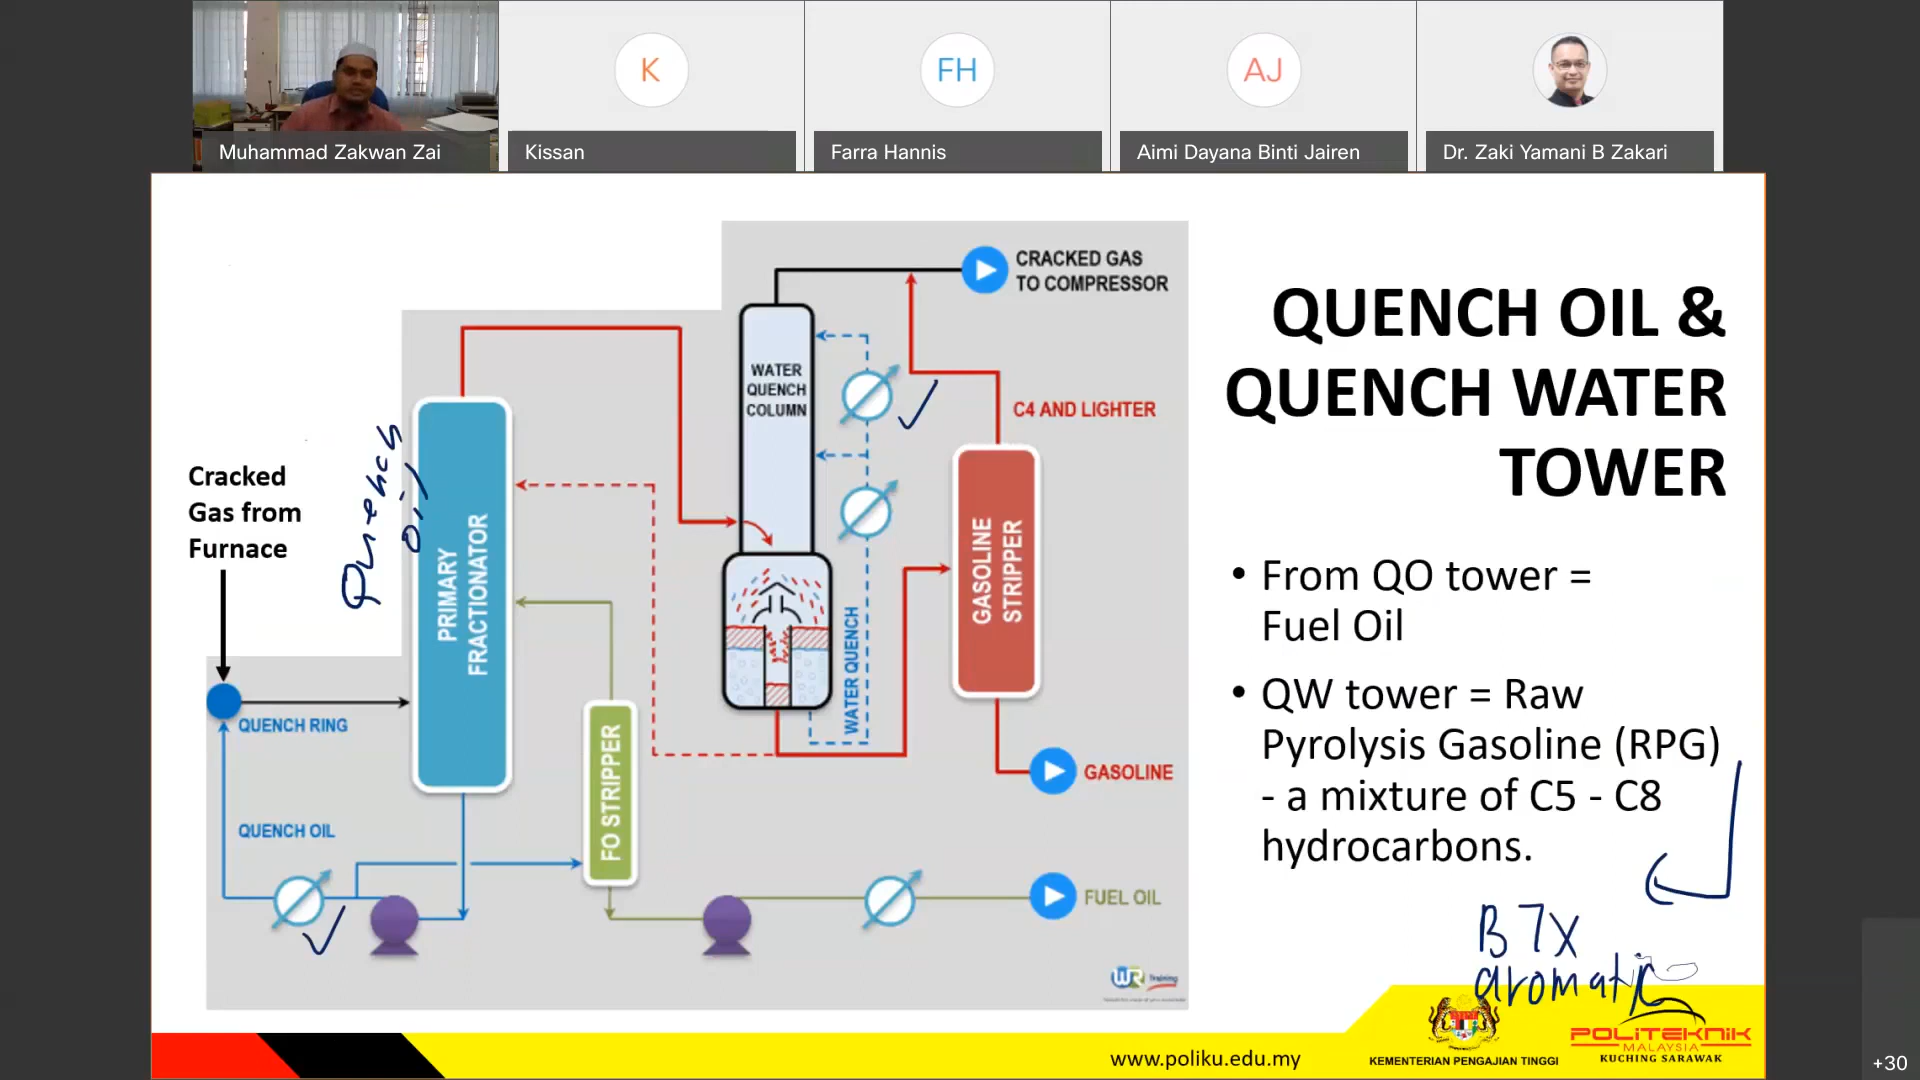 K
FH
AJ
Muhammad Zakwan Zai
Kissan
Farra Hannis
Aimi Dayana Binti Jairen
Dr. Zaki Yamani B Zakari
CRACKED GAS
TO COMPRESSOR
WATER
QUENCH
COLUMN
C4 AND LIGHTER
Cracked
Gas from
Furnace
Quench
oil
PRIMARY
FRACTIONATOR
GASOLINE
STRIPPER
WATER QUENCH
QUENCH RING
FO STRIPPER
GASOLINE
QUENCH OIL
FUEL OIL
WR Training
QUENCH OIL &
QUENCH WATER
TOWER
• From QO tower =
Fuel Oil
• QW tower = Raw
Pyrolysis Gasoline (RPG)
- a mixture of C5 - C8
hydrocarbons.
BTX
aromatic
www.poliku.edu.my
KEMENTERIAN PENGAJIAN TINGGI
POLITEKNIK
MALAYSIA
KUCHING SARAWAK
+30